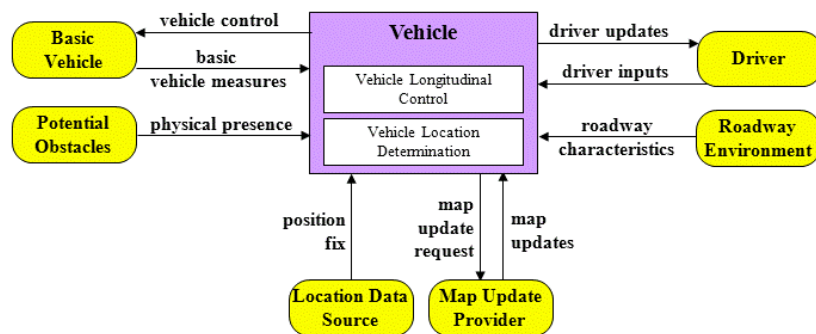 vehicle control
Basic
Vehicle
basic
vehicle measures
Potential
Obstacles
physical presence
Vehicle
Vehicle Longitudinal
Control
Vehicle Location
Determination
driver updates
Driver
driver inputs
roadway
characteristics
Roadway
Environment
position
fix
map
update
request
map
updates
Location Data
Source
Map Update
Provider